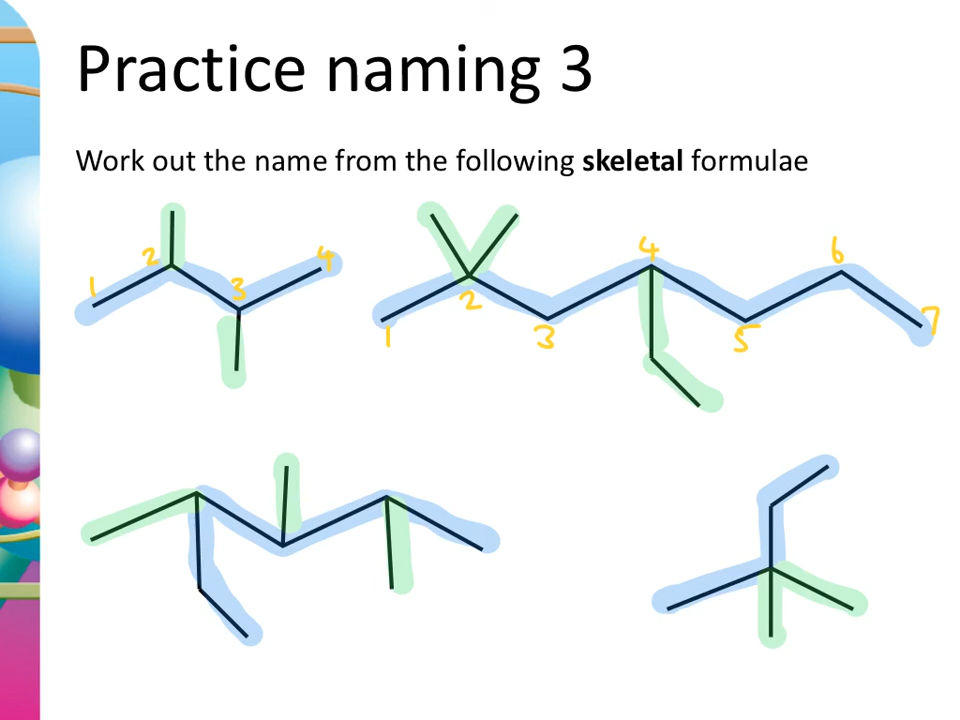 Practice naming 3
Work out the name from the following skeletal formulae
1 2 3 4
1 2 3 4 5 6 7